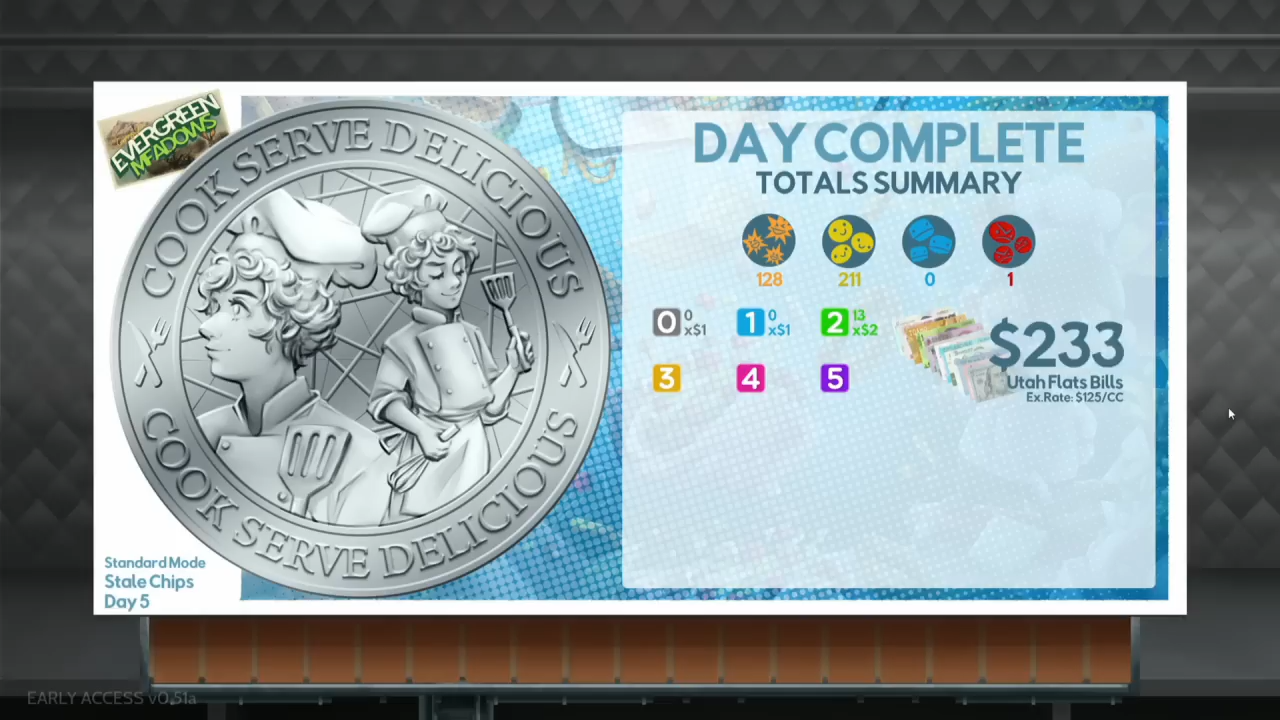 EVERGREEN
MEADOWS
COOK SERVE DELICIOUS
COOK SERVE DELICIOUS
DAY COMPLETE
TOTALS SUMMARY
128 211 0 1
0 0 x$1 1 0 x$1 2 13 x$2
3 4 5
$233
Utah Flats Bills
Ex.Rate: $125/CC
Standard Mode
Stale Chips
Day 5
EARLY ACCESS v0.51a